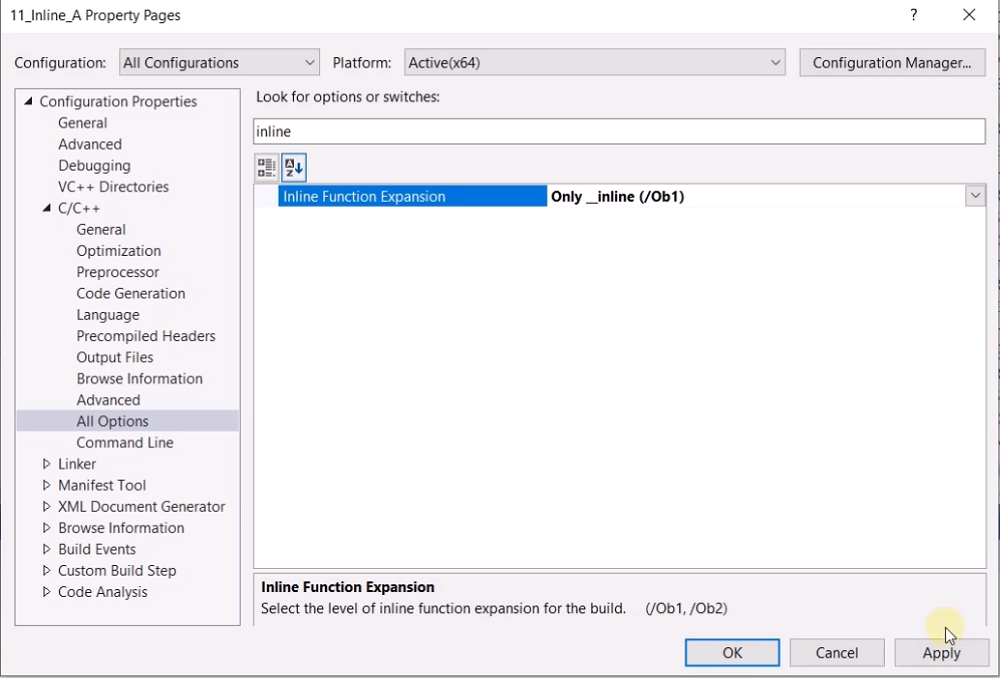 11_Inline_A Property Pages
?
Configuration: All Configurations Platform: Active(x64) Configuration Manager...
Configuration Properties
General
Advanced
Debugging
VC++ Directories
C/C++
General
Optimization
Preprocessor
Code Generation
Language
Precompiled Headers
Output Files
Browse Information
Advanced
All Options
Command Line
Linker
Manifest Tool
XML Document Generator
Browse Information
Build Events
Custom Build Step
Code Analysis
Look for options or switches:
inline
Inline Function Expansion Only __inline (/Ob1)
Inline Function Expansion
Select the level of inline function expansion for the build. (/Ob1, /Ob2)
OK Cancel Apply